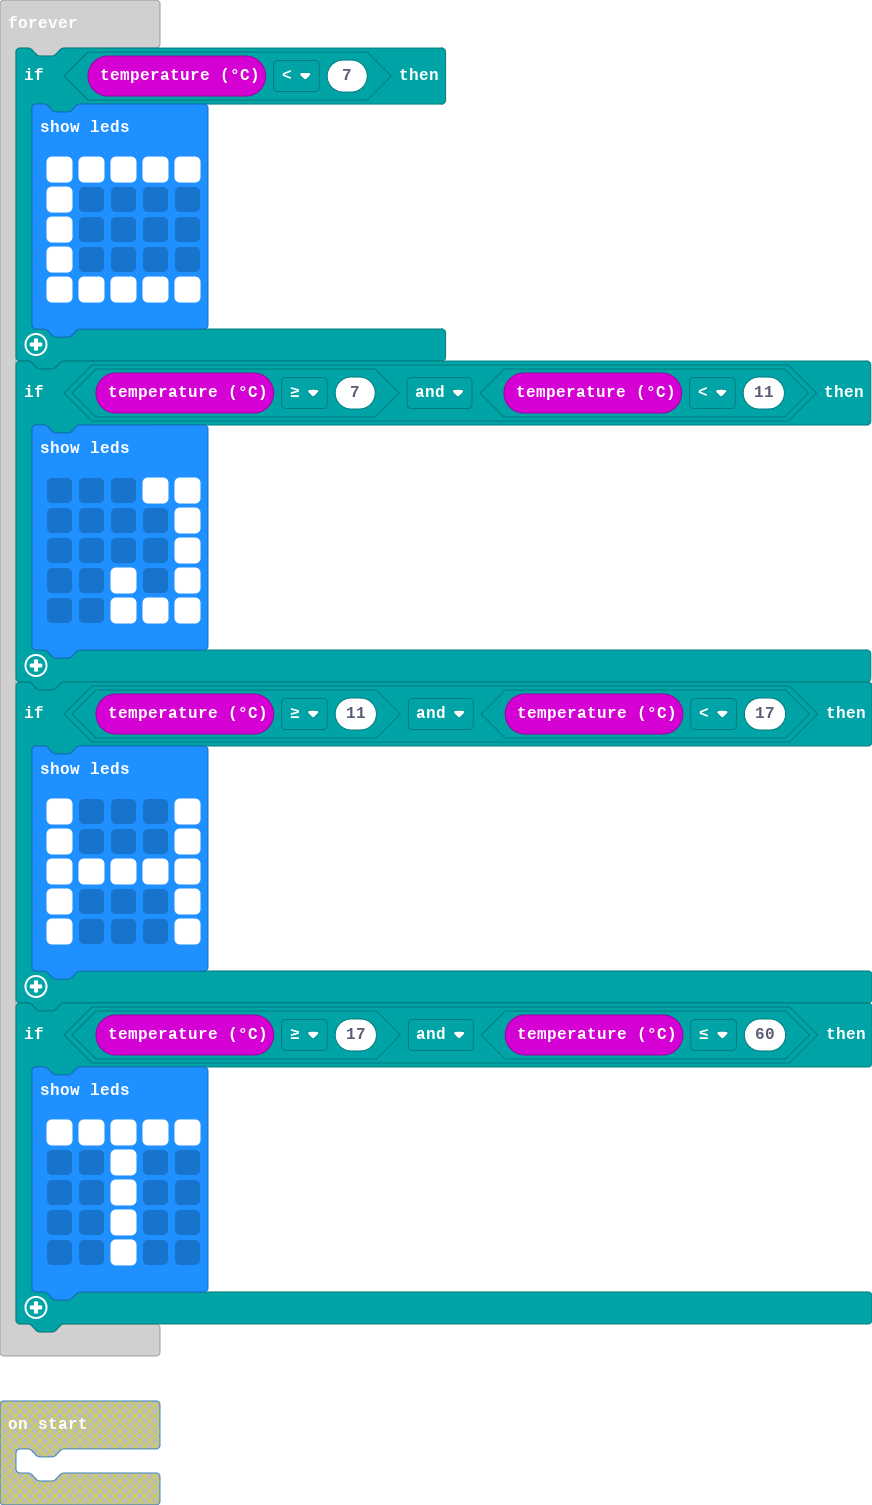 forever
if temperature (°C) < 7 then
show leds
if temperature (°C) ≥ 7 and temperature (°C) < 11 then
show leds
if temperature (°C) ≥ 11 and temperature (°C) < 17 then
show leds
if temperature (°C) ≥ 17 and temperature (°C) ≤ 60 then
show leds
on start